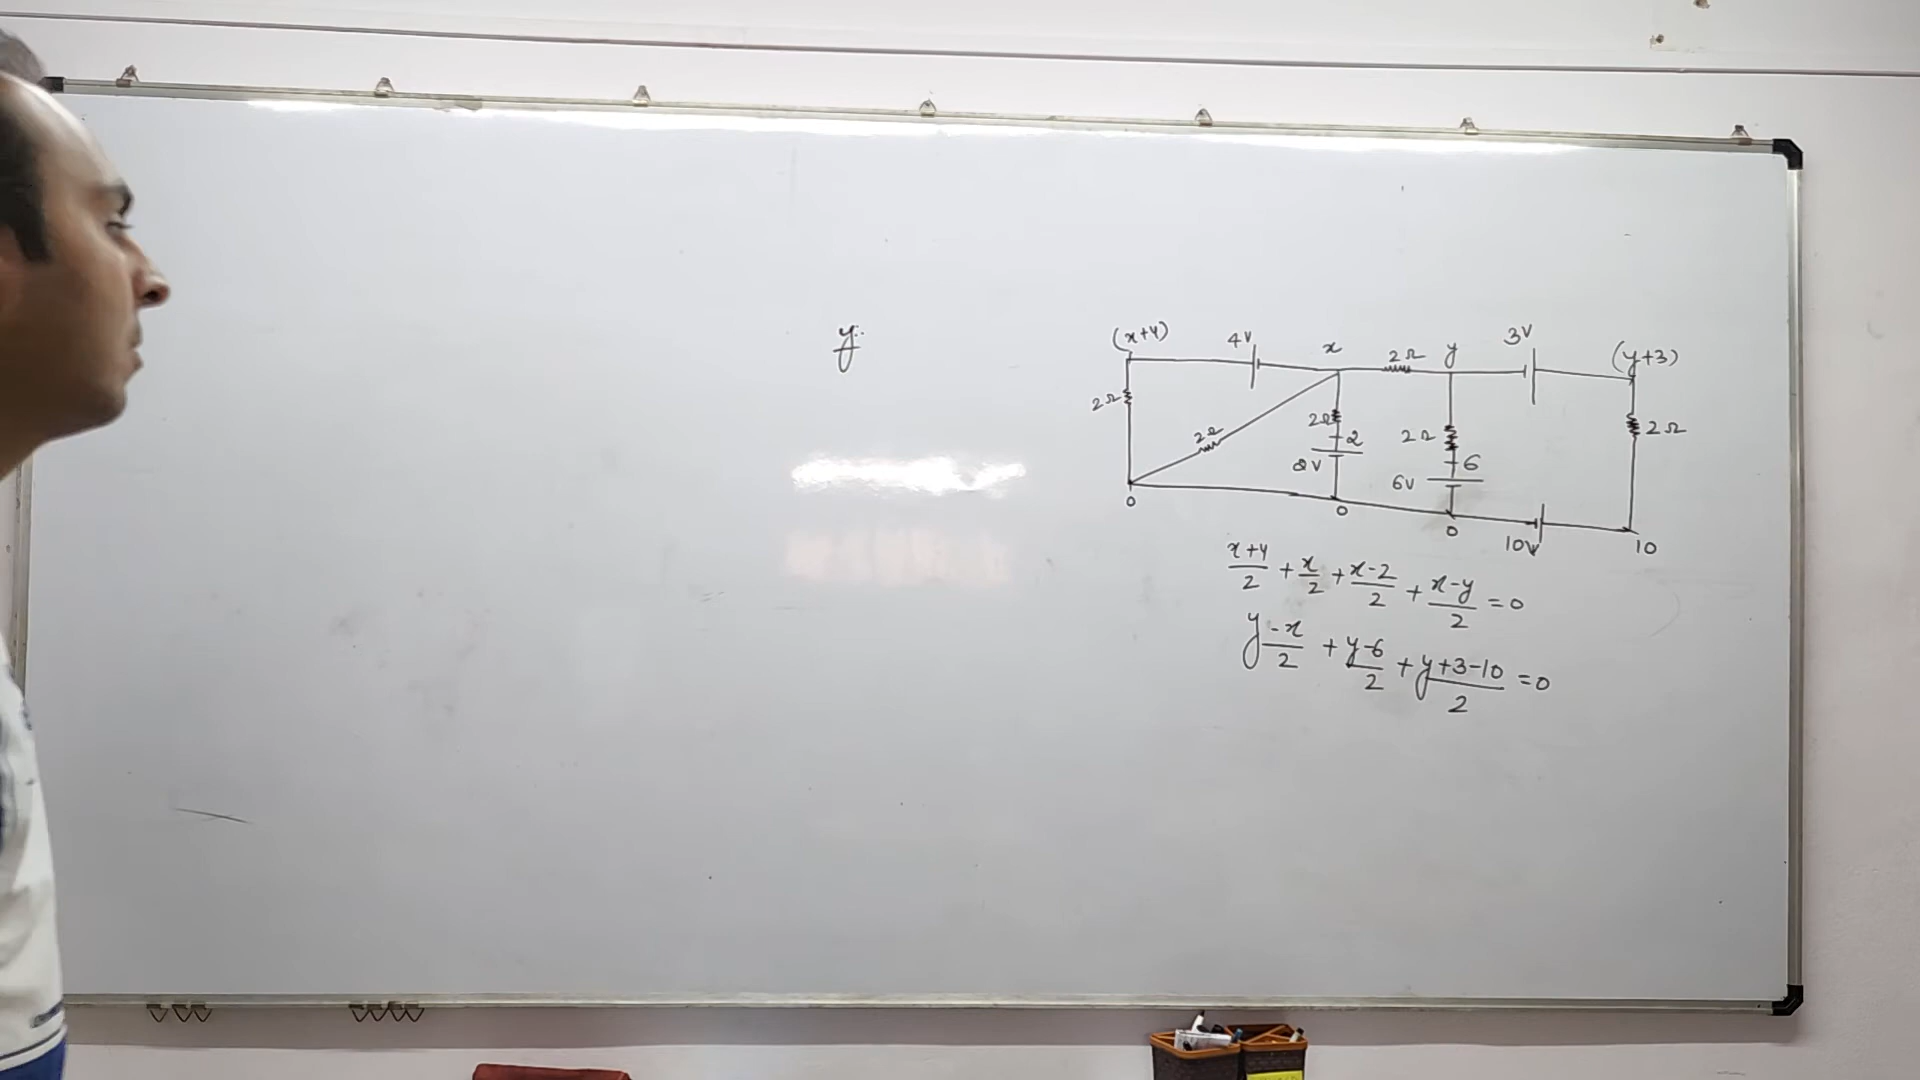 y
(x+4) 4V x 2Ω y 3V (y+3)
2Ω 2Ω 2Ω 2 2Ω 2Ω
2V 6V 6
0 0 0 10V 10
x+4/2 + x/2 + x-2/2 + x-y/2 = 0
y-x/2 + y-6/2 + y+3-10/2 = 0